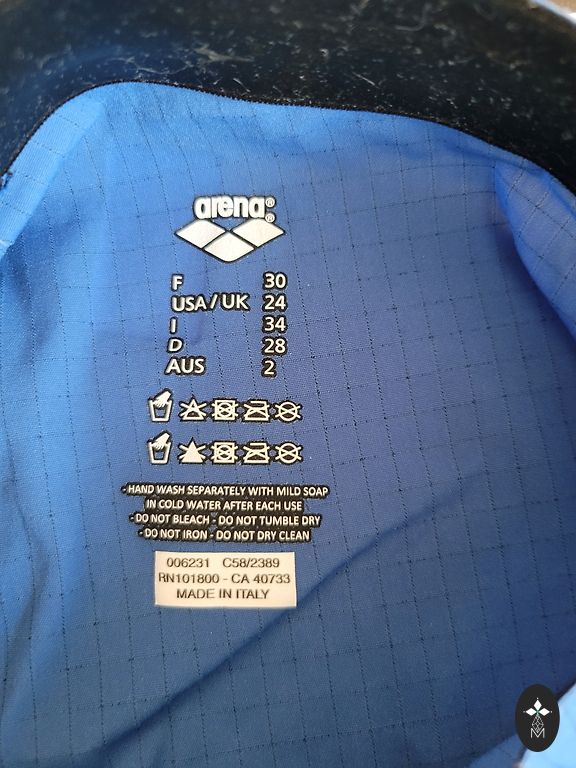 arena®
®
F 30
USA/UK 24
I 34
D 28
AUS 2
-HAND WASH SEPARATELY WITH MILD SOAP
IN COLD WATER AFTER EACH USE
-DO NOT BLEACH - DO NOT TUMBLE DRY
-DO NOT IRON - DO NOT DRY CLEAN
006231 C58/2389
RN101800 - CA 40733
MADE IN ITALY
M